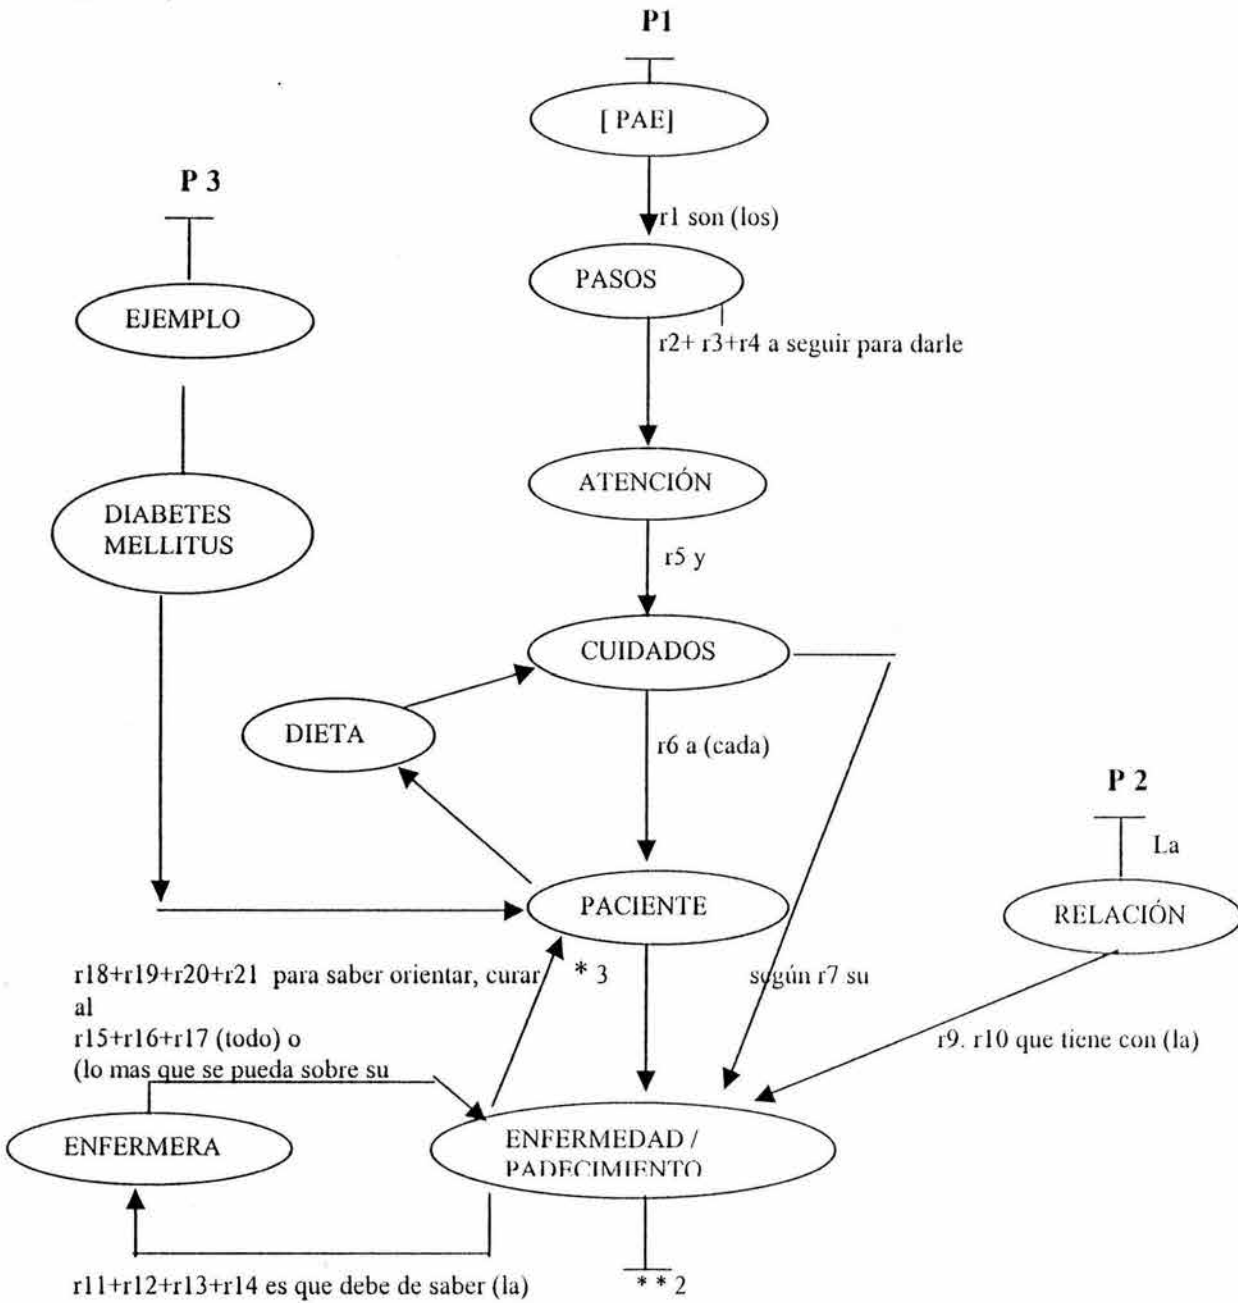 P1
[ PAE]
r1 son (los)
P 3
PASOS
EJEMPLO
r2+ r3+r4 a seguir para darle
ATENCIÓN
DIABETES
MELLITUS
r5 y
CUIDADOS
DIETA
r6 a (cada)
P 2
La
PACIENTE
RELACIÓN
r18+r19+r20+r21 para saber orientar, curar
al
* 3
según r7 su
r15+r16+r17 (todo) o
(lo mas que se pueda sobre su
r9. r10 que tiene con (la)
ENFERMERA
ENFERMEDAD /
PADECIMIENTO
r11+r12+r13+r14 es que debe de saber (la)
* * 2